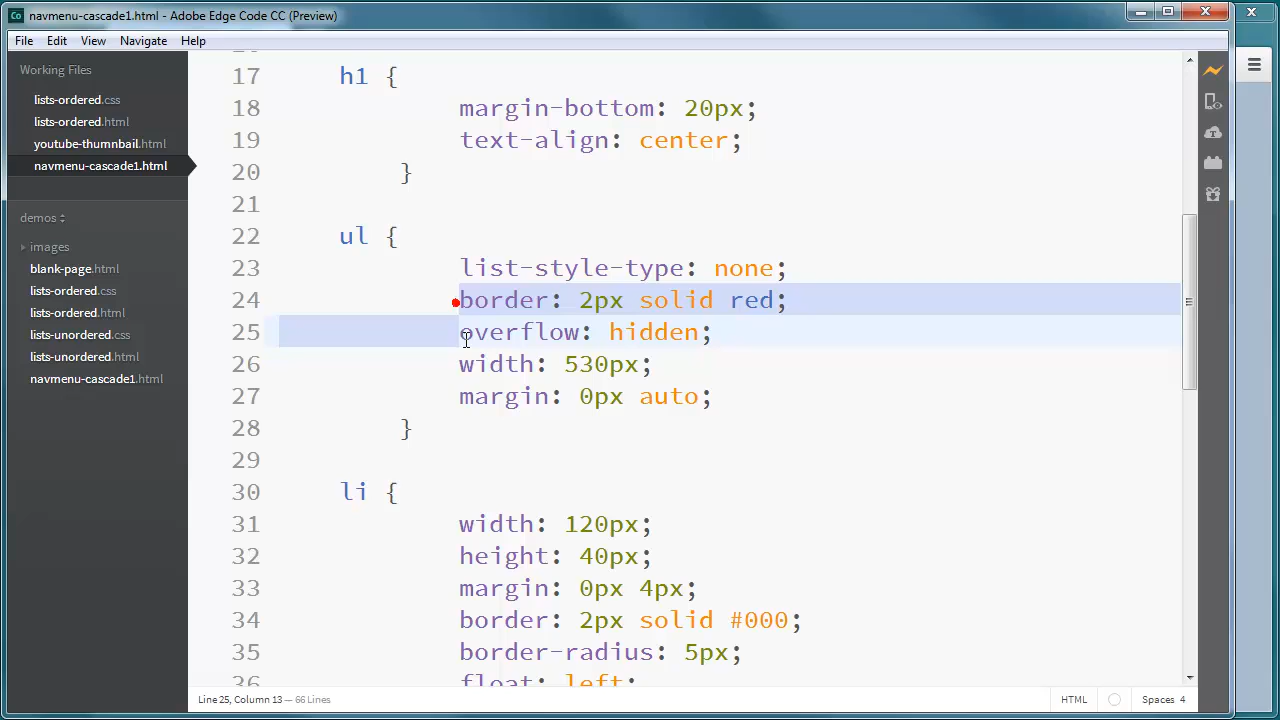 navmenu-cascade1.html - Adobe Edge Code CC (Preview)
File Edit View Navigate Help
Working Files
lists-ordered.css
lists-ordered.html
youtube-thumnbail.html
navmenu-cascade1.html
demos
images
blank-page.html
lists-ordered.css
lists-ordered.html
lists-unordered.css
lists-unordered.html
navmenu-cascade1.html
17 h1 {
18 margin-bottom: 20px;
19 text-align: center;
20 }
21
22 ul {
23 list-style-type: none;
24 border: 2px solid red;
25 overflow: hidden;
26 width: 530px;
27 margin: 0px auto;
28 }
29
30 li {
31 width: 120px;
32 height: 40px;
33 margin: 0px 4px;
34 border: 2px solid #000;
35 border-radius: 5px;
36 float: left;
Line 25, Column 13 — 66 Lines
HTML
Spaces 4